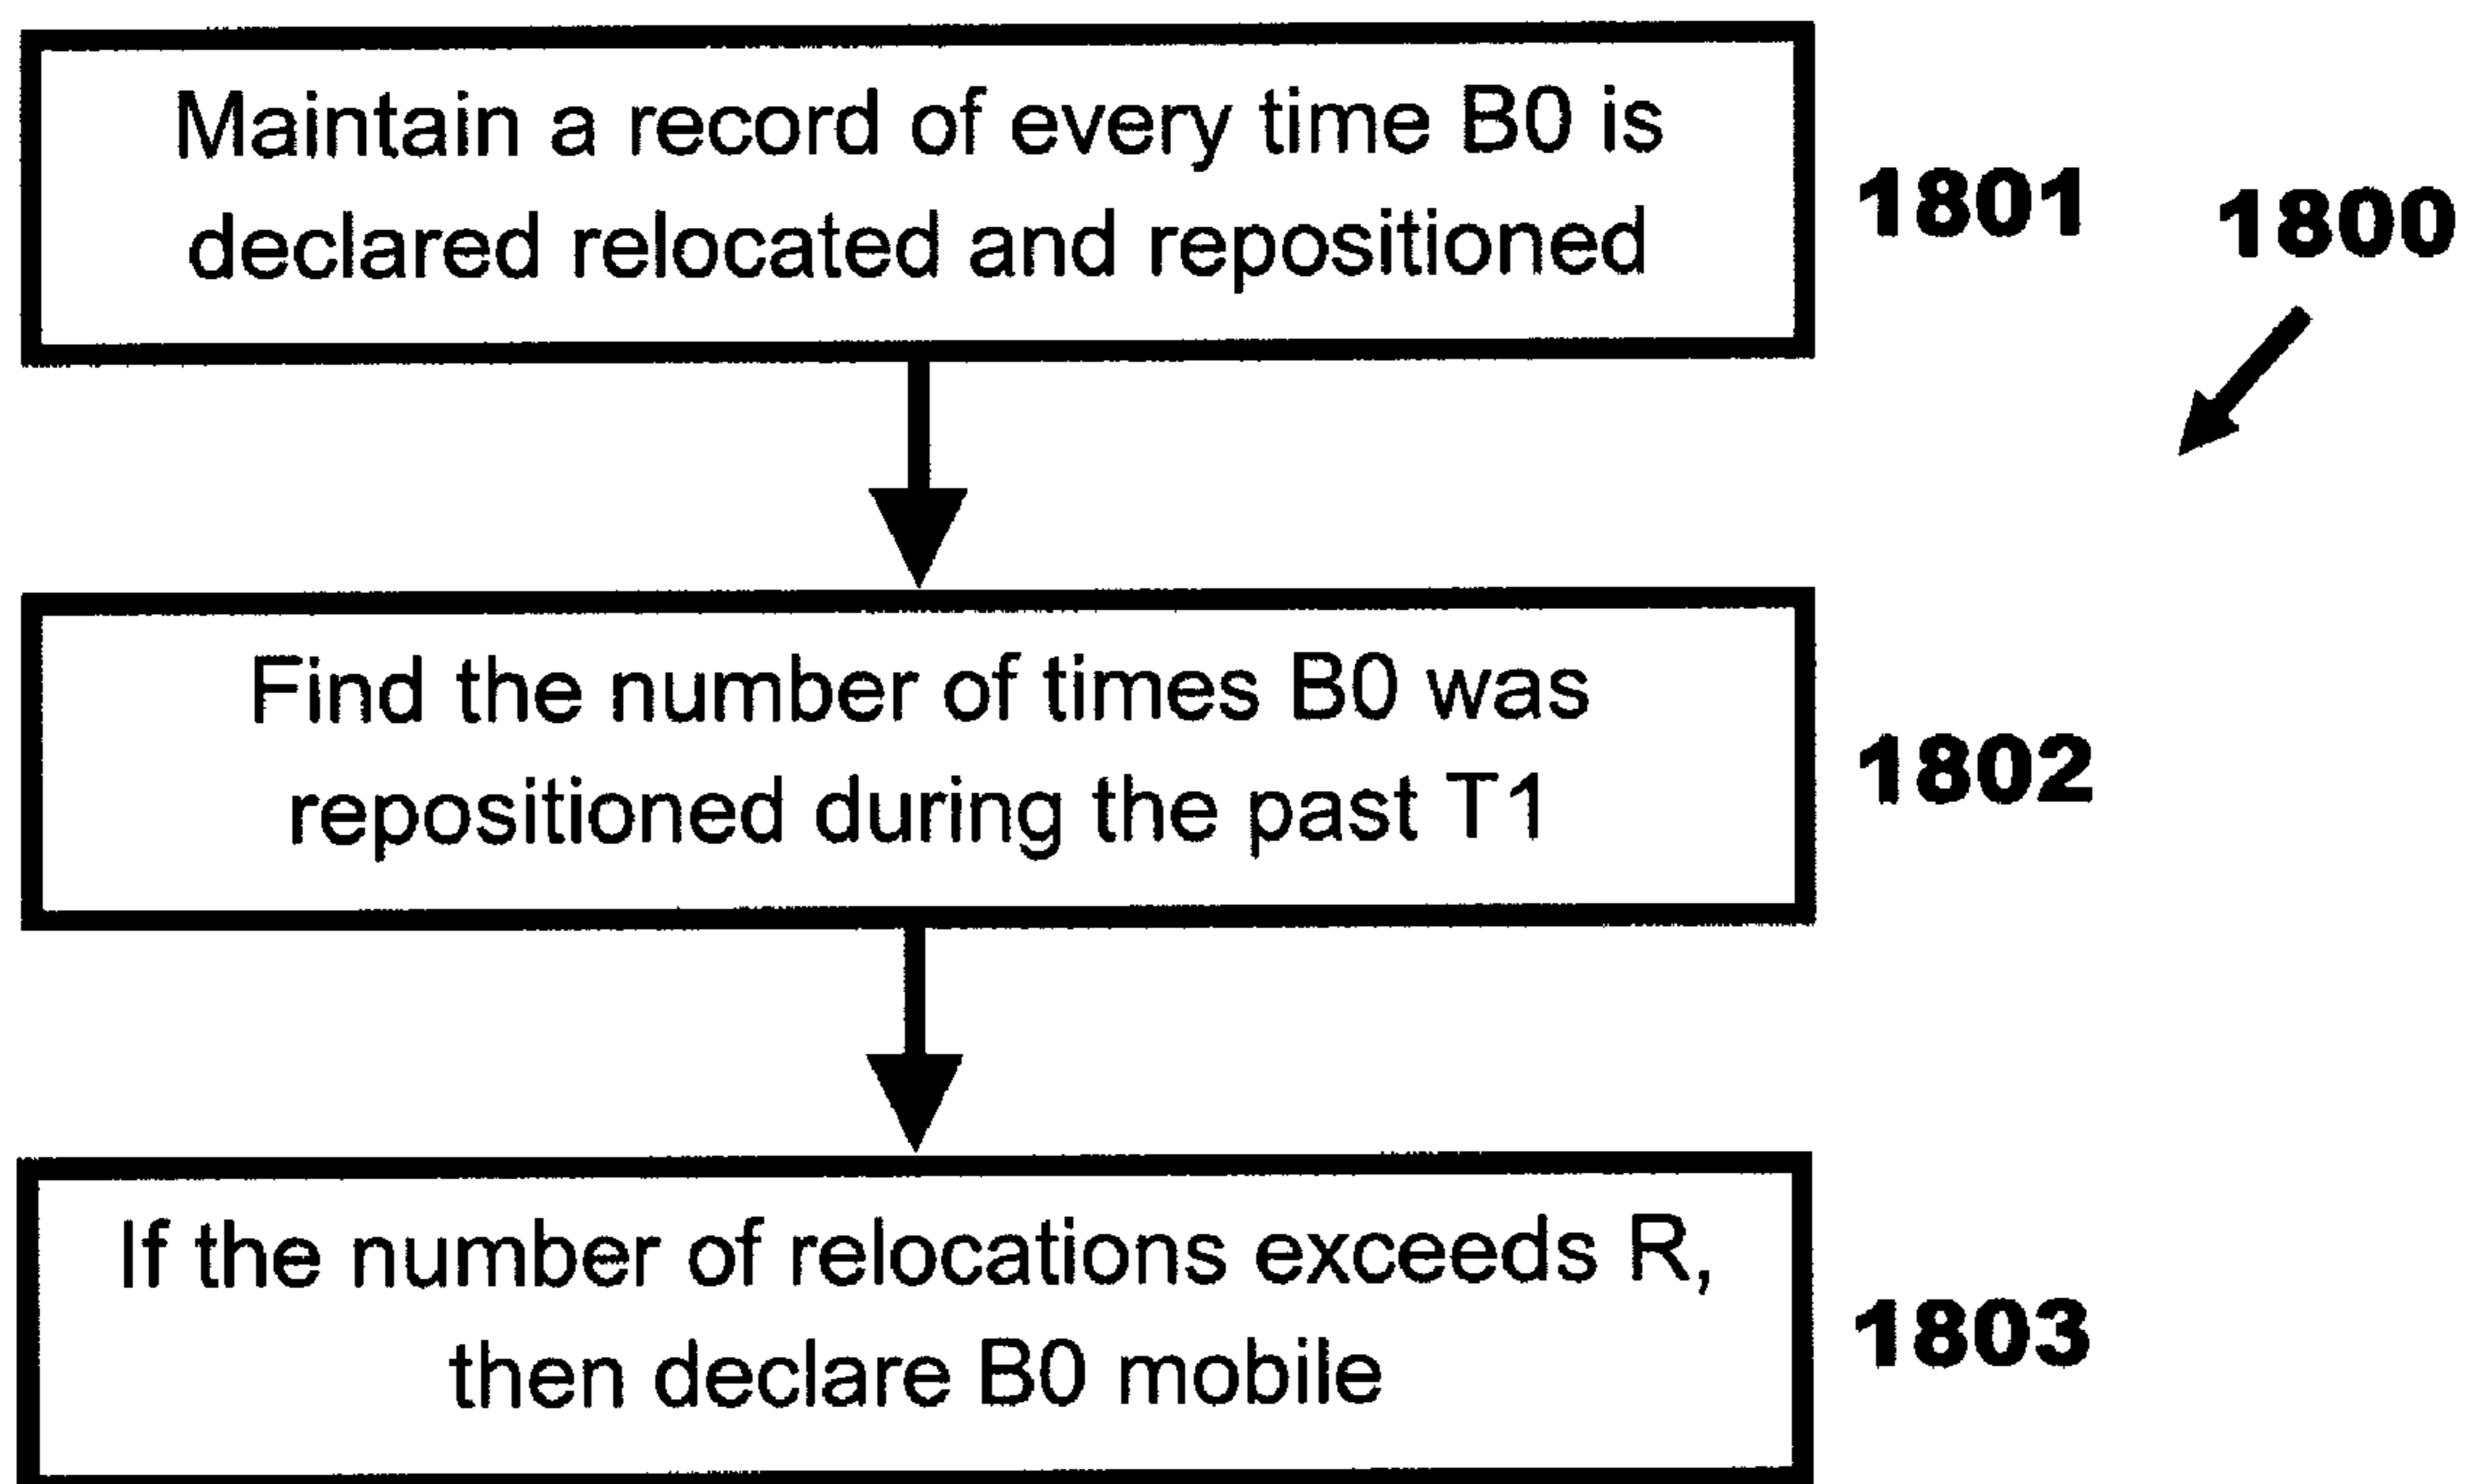 Maintain a record of every time B0 is
declared relocated and repositioned
1801
1800
Find the number of times B0 was
repositioned during the past T1
1802
If the number of relocations exceeds R,
then declare B0 mobile
1803